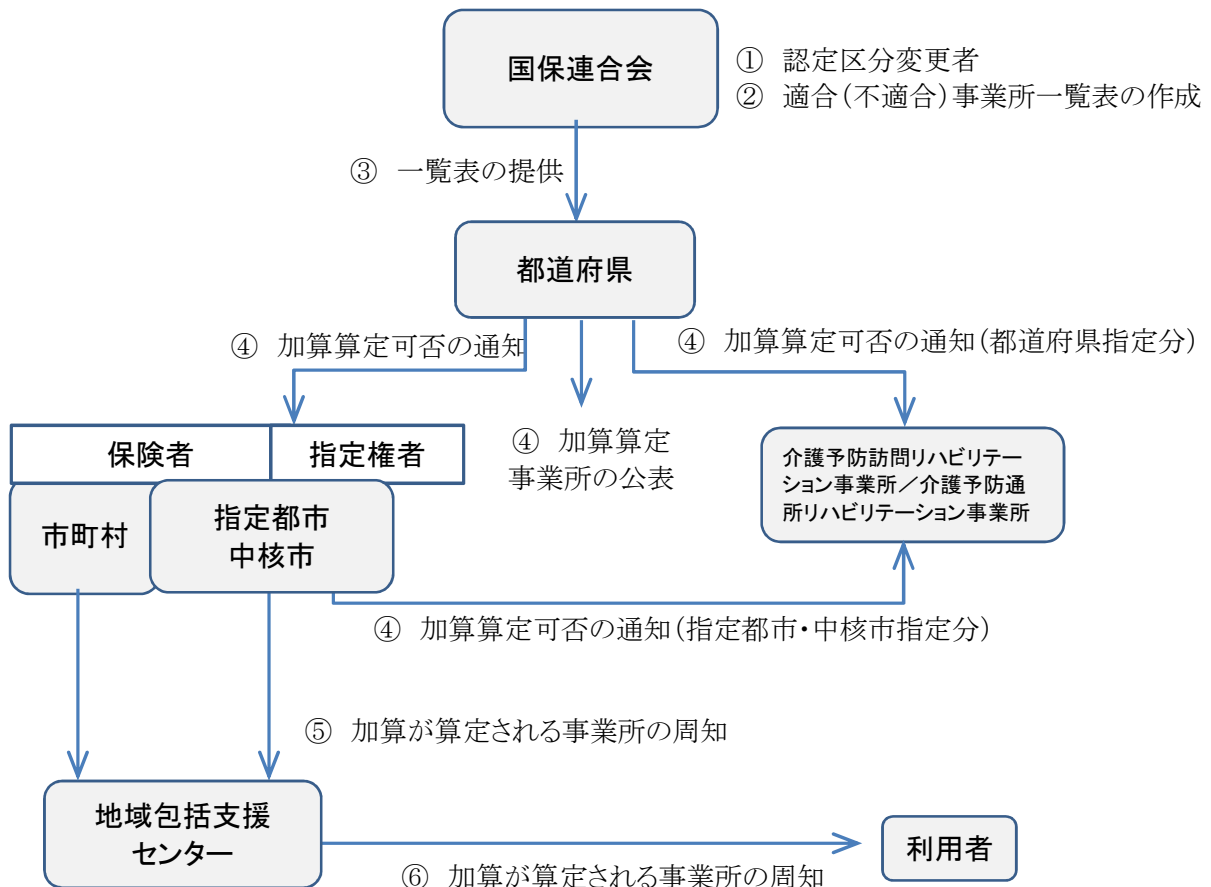 国保連合会
① 認定区分変更者
② 適合(不適合)事業所一覧表の作成
③ 一覧表の提供
都道府県
④ 加算算定可否の通知
④ 加算算定可否の通知(都道府県指定分)
保険者
指定権者
④ 加算算定
事業所の公表
介護予防訪問リハビリテー
ション事業所/介護予防通
所リハビリテーション事業所
市町村
指定都市
中核市
④ 加算算定可否の通知(指定都市・中核市指定分)
⑤ 加算が算定される事業所の周知
地域包括支援
センター
利用者
⑥ 加算が算定される事業所の周知